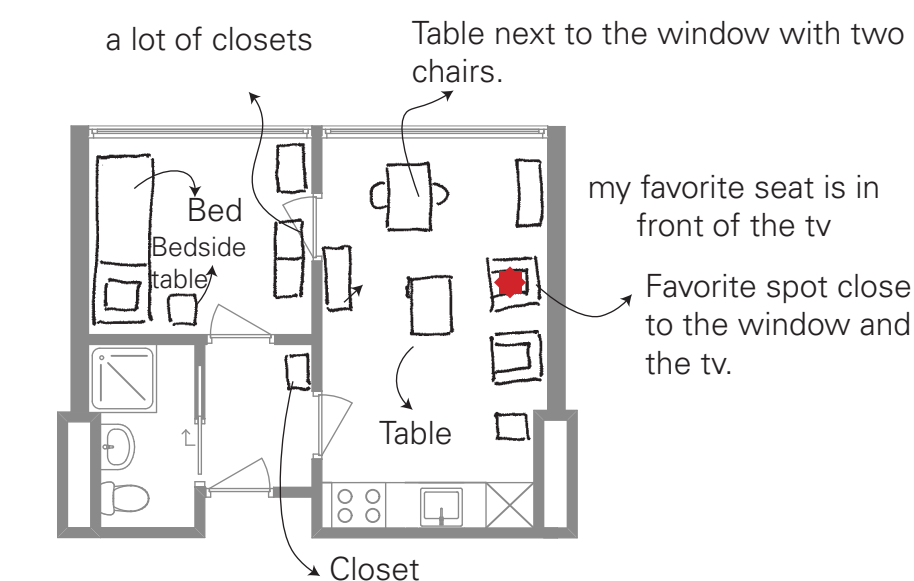 a lot of closets
Table next to the window with two
chairs.
my favorite seat is in
front of the tv
Bed
Bedside
table
Favorite spot close
to the window and
the tv.
Table
Closet